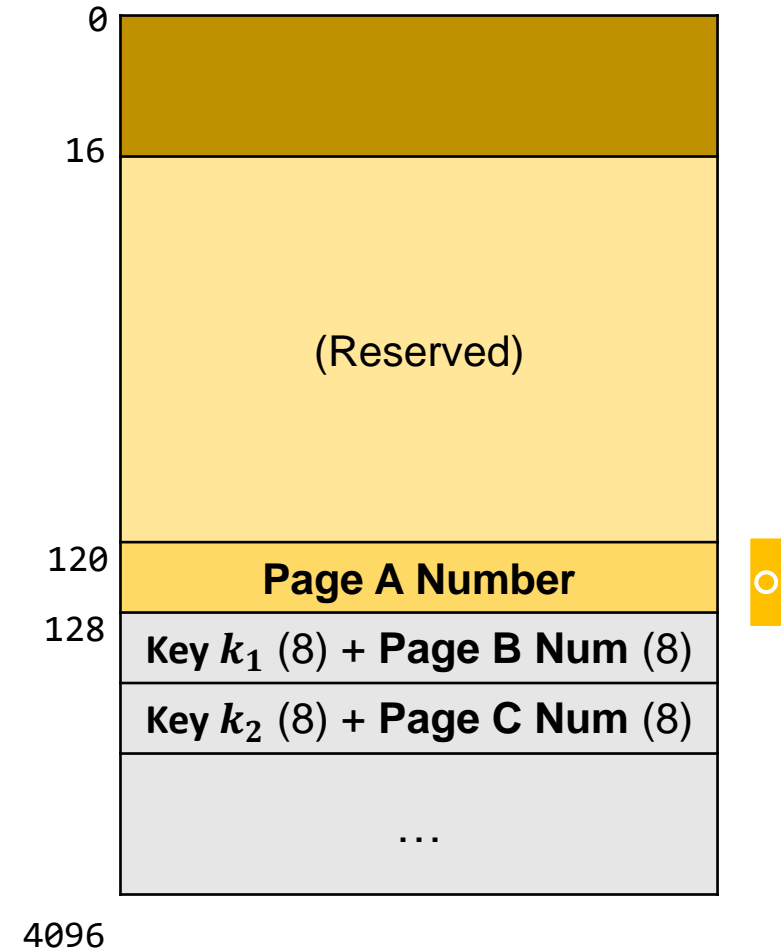 0
16
(Reserved)
120
Page A Number
128
Key k₁ (8) + Page B Num (8)
Key k₂ (8) + Page C Num (8)
...
4096
O